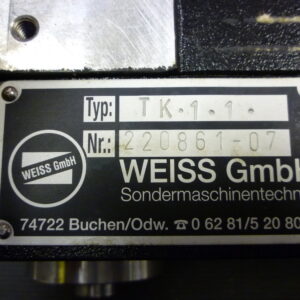 Typ: TK·1.1·
Nr.: 220861-07
WEISS GmbH
WEISS GmbH
Sondermaschinentechn
74722 Buchen/Odw. ☎ 0 62 81/5 20 80